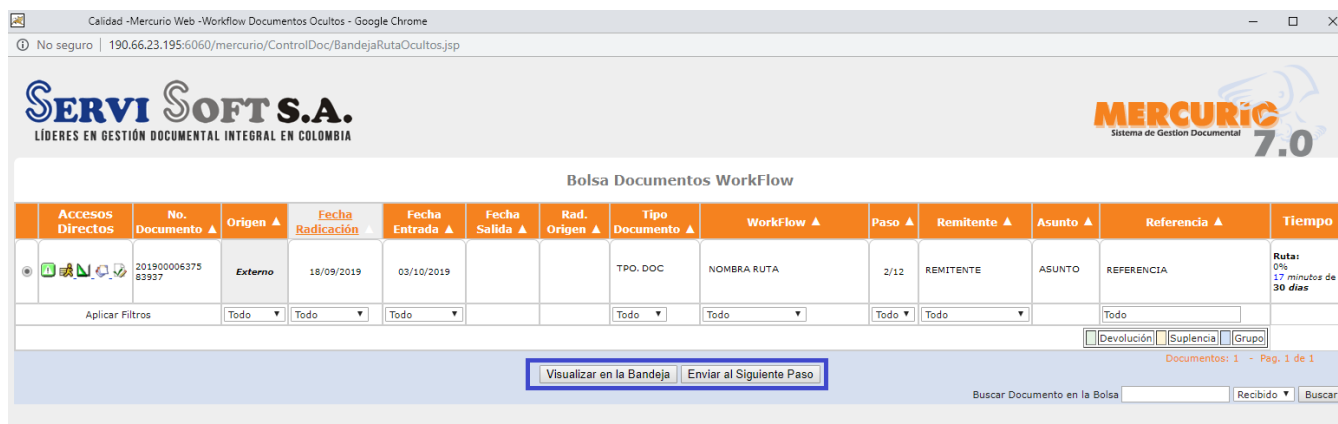 Calidad -Mercurio Web -Workflow Documentos Ocultos - Google Chrome
No seguro | 190.66.23.195:6060/mercurio/ControlDoc/BandejaRutaOcultos.jsp
SERVI SOFT S.A.
LÍDERES EN GESTIÓN DOCUMENTAL INTEGRAL EN COLOMBIA
MERCURIO
Sistema de Gestion Documental
7.0
Bolsa Documentos WorkFlow
Accesos Directos No. Documento ▲ Origen ▲ Fecha Radicación ▲ Fecha Entrada ▲ Fecha Salida ▲ Rad. Origen ▲ Tipo Documento ▲ WorkFlow ▲ Paso ▲ Remitente ▲ Asunto ▲ Referencia ▲ Tiempo
201900006375
83937
Externo 18/09/2019 03/10/2019 TPO. DOC NOMBRA RUTA 2/12 REMITENTE ASUNTO REFERENCIA
Ruta:
0%
17 minutos de
30 dias
Aplicar Filtros Todo Todo Todo Todo Todo Todo Todo Todo
Devolución Suplencia Grupo
Documentos: 1 - Pag. 1 de 1
Visualizar en la Bandeja Enviar al Siguiente Paso
Buscar Documento en la Bolsa Recibido Buscar